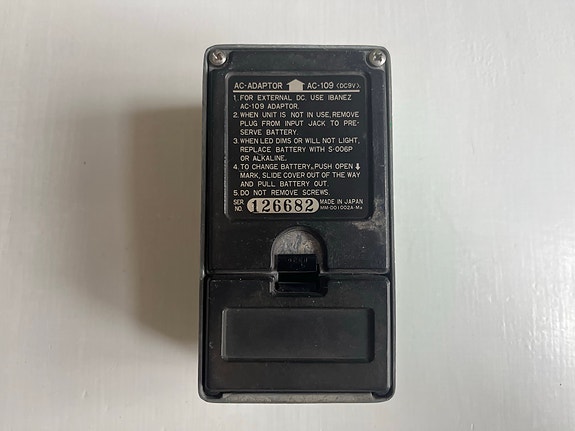 AC-ADAPTOR AC-109 (DC9V).
1. FOR EXTERNAL DC. USE IBANEZ
AC-109 ADAPTOR.
2. WHEN UNIT IS NOT IN USE, REMOVE
PLUG FROM INPUT JACK TO PRE-
SERVE BATTERY.
3. WHEN LED DIMS OR WILL NOT LIGHT,
REPLACE BATTERY WITH S-006P
OR ALKALINE.
4. TO CHANGE BATTERY, PUSH OPEN ⬇
MARK, SLIDE COVER OUT OF THE WAY
AND PULL BATTERY OUT.
5. DO NOT REMOVE SCREWS.
SER. NO. 126682 MADE IN JAPAN
MM-001002A-Ma